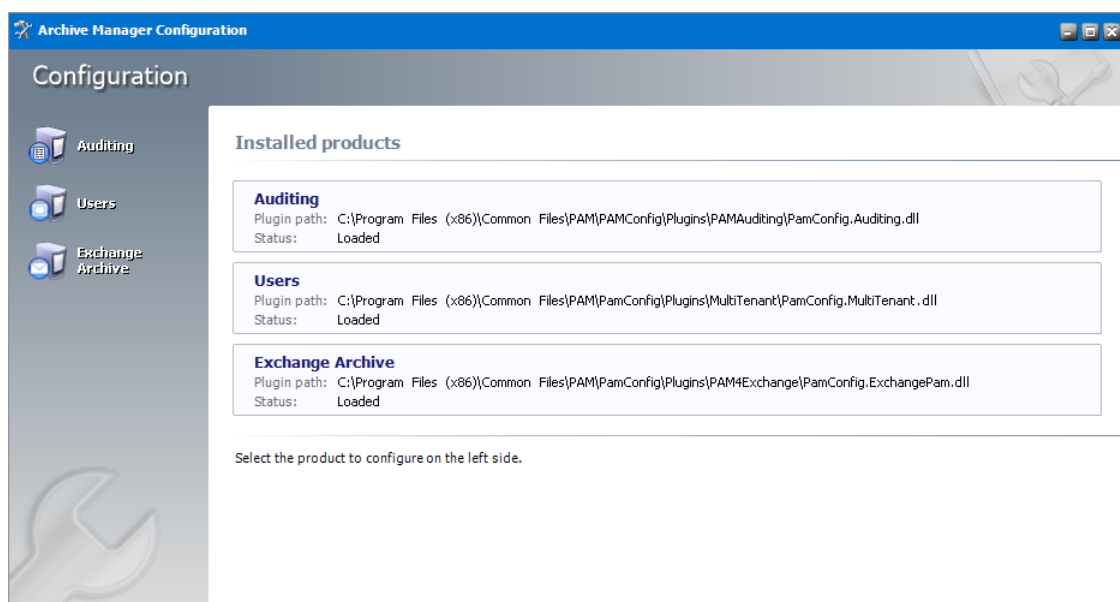 Archive Manager Configuration
Configuration
Auditing
Users
Exchange
Archive
Installed products
Auditing
Plugin path: C:\Program Files (x86)\Common Files\PAM\PAMConfig\Plugins\PAMAuditing\PamConfig.Auditing.dll
Status: Loaded
Users
Plugin path: C:\Program Files (x86)\Common Files\PAM\PamConfig\Plugins\MultiTenant\PamConfig.MultiTenant.dll
Status: Loaded
Exchange Archive
Plugin path: C:\Program Files (x86)\Common Files\PAM\PamConfig\Plugins\PAM4Exchange\PamConfig.ExchangePam.dll
Status: Loaded
Select the product to configure on the left side.